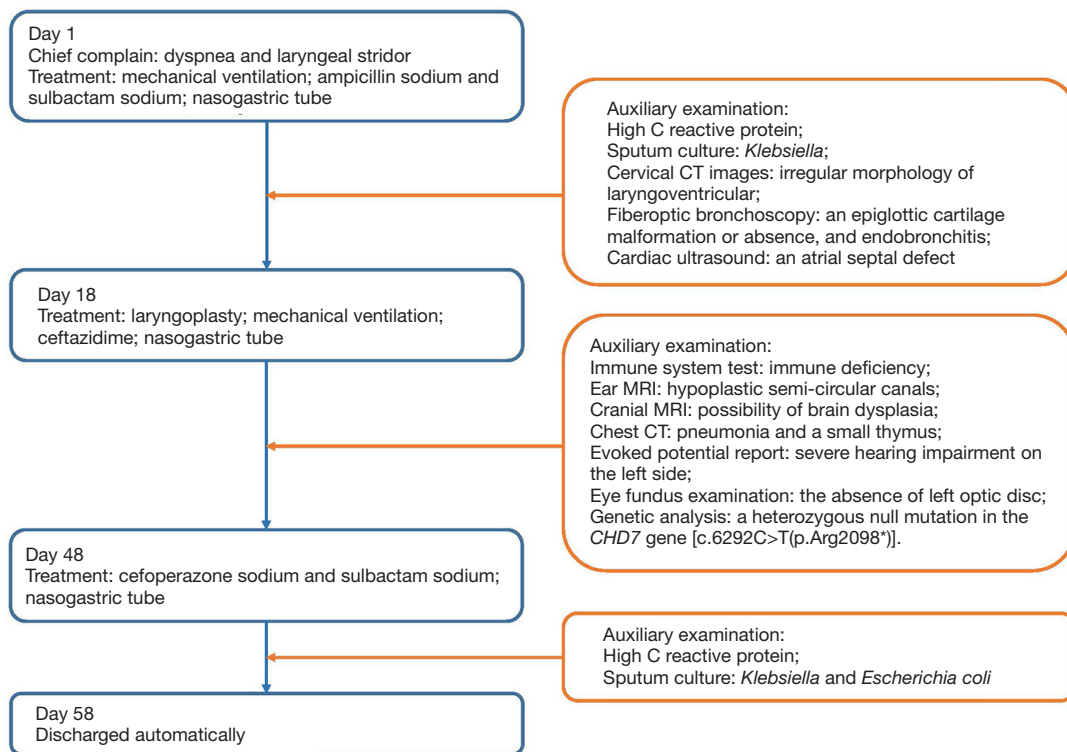 Day 1
Chief complain: dyspnea and laryngeal stridor
Treatment: mechanical ventilation; ampicillin sodium and
sulbactam sodium; nasogastric tube
Auxiliary examination:
High C reactive protein;
Sputum culture: Klebsiella;
Cervical CT images: irregular morphology of
laryngoventricular;
Fiberoptic bronchoscopy: an epiglottic cartilage
malformation or absence, and endobronchitis;
Cardiac ultrasound: an atrial septal defect
Day 18
Treatment: laryngoplasty; mechanical ventilation;
ceftazidime; nasogastric tube
Auxiliary examination:
Immune system test: immune deficiency;
Ear MRI: hypoplastic semi-circular canals;
Cranial MRI: possibility of brain dysplasia;
Chest CT: pneumonia and a small thymus;
Evoked potential report: severe hearing impairment on
the left side;
Eye fundus examination: the absence of left optic disc;
Genetic analysis: a heterozygous null mutation in the
CHD7 gene [c.6292C>T(p.Arg2098*)].
Day 48
Treatment: cefoperazone sodium and sulbactam sodium;
nasogastric tube
Auxiliary examination:
High C reactive protein;
Sputum culture: Klebsiella and Escherichia coli
Day 58
Discharged automatically